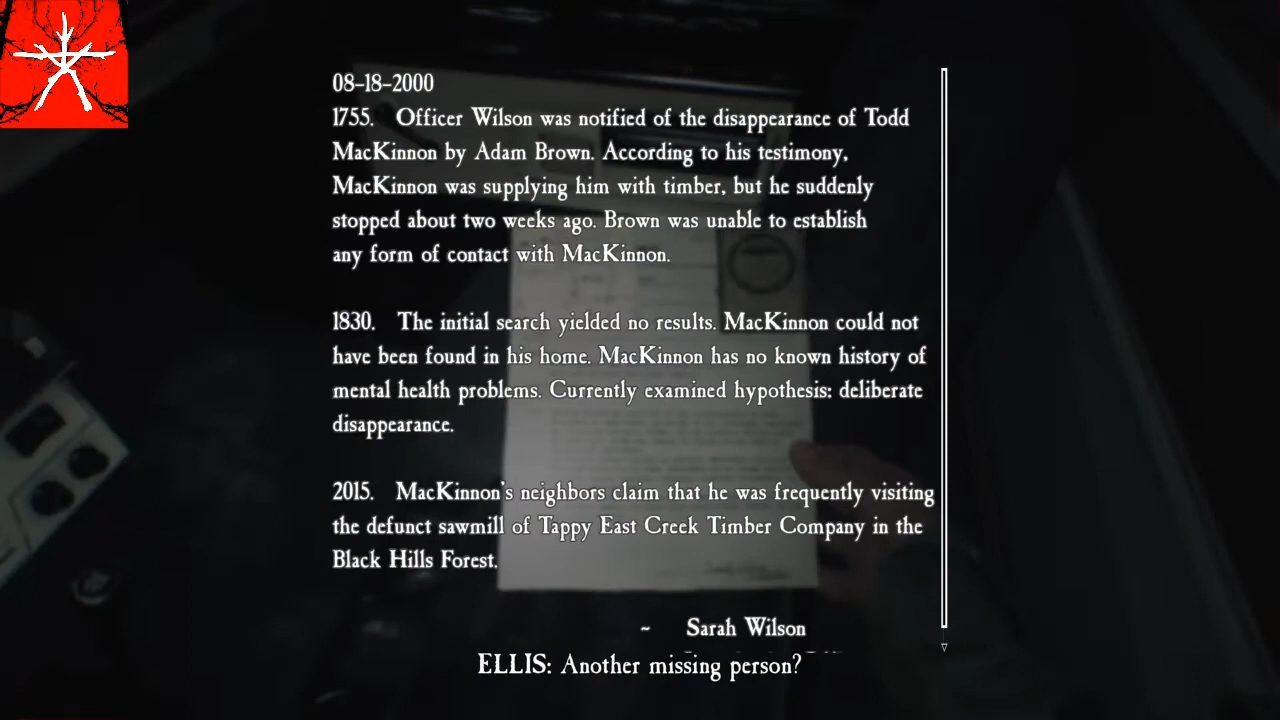 08-18-2000
1755. Officer Wilson was notified of the disappearance of Todd
MacKinnon by Adam Brown. According to his testimony,
MacKinnon was supplying him with timber, but he suddenly
stopped about two weeks ago. Brown was unable to establish
any form of contact with MacKinnon.
1830. The initial search yielded no results. MacKinnon could not
have been found in his home. MacKinnon has no known history of
mental health problems. Currently examined hypothesis: deliberate
disappearance.
2015. MacKinnon's neighbors claim that he was frequently visiting
the defunct sawmill of Tappy East Creek Timber Company in the
Black Hills Forest.
~ Sarah Wilson
ELLIS: Another missing person?